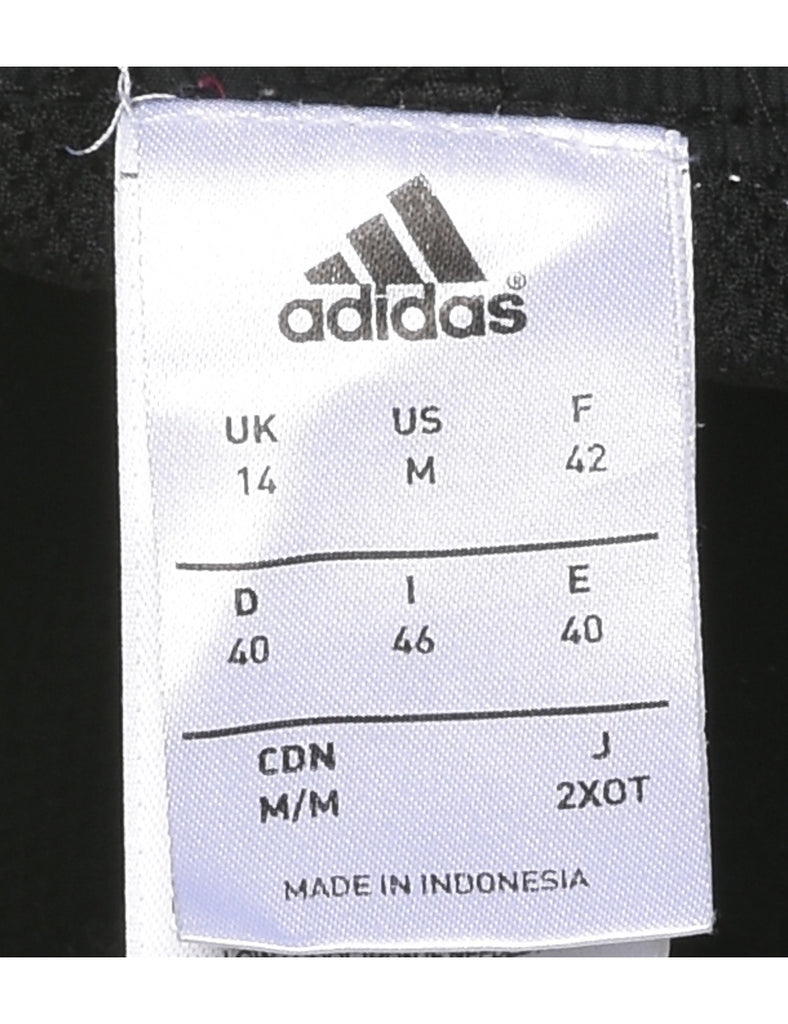 adidas®
UK US F
14 M 42
D I E
40 46 40
CDN J
M/M 2XOT
MADE IN INDONESIA